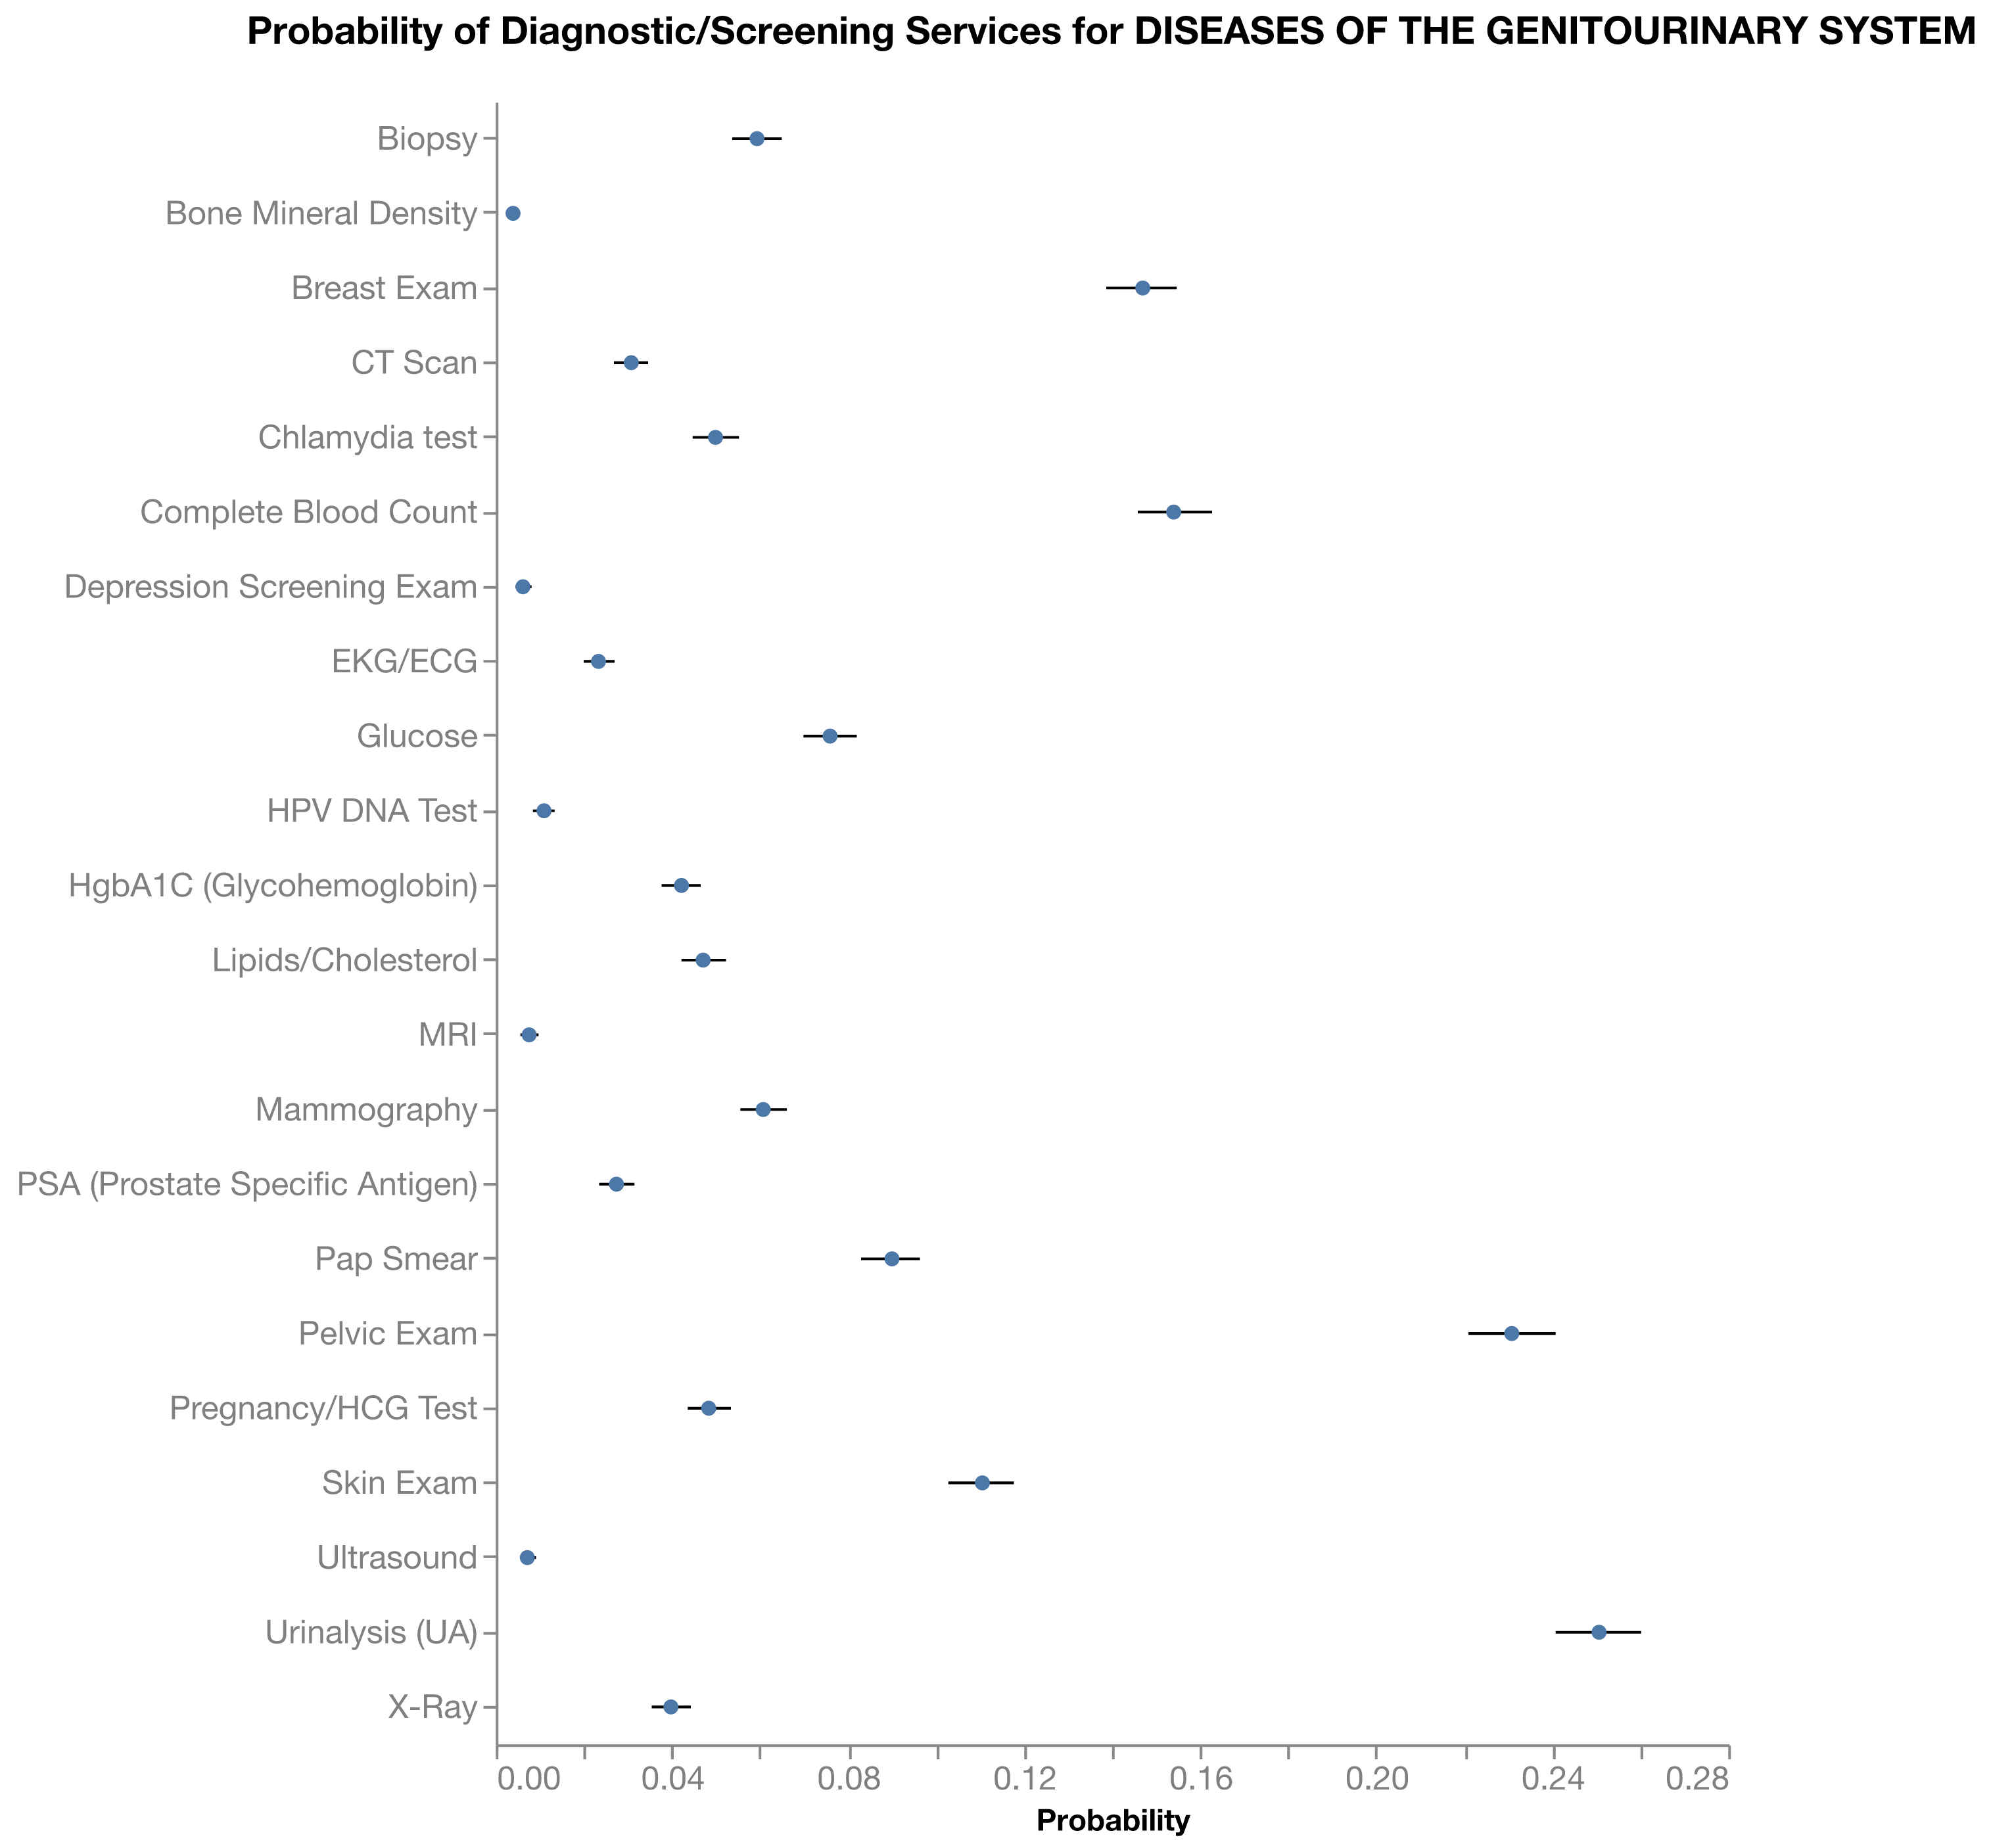 Probability of Diagnostic/Screening Services for DISEASES OF THE GENITOURINARY SYSTEM
Biopsy
Bone Mineral Density
Breast Exam
CT Scan
Chlamydia test
Complete Blood Count
Depression Screening Exam
EKG/ECG
Glucose
HPV DNA Test
HgbA1C (Glycohemoglobin)
Lipids/Cholesterol
MRI
Mammography
PSA (Prostate Specific Antigen)
Pap Smear
Pelvic Exam
Pregnancy/HCG Test
Skin Exam
Ultrasound
Urinalysis (UA)
X-Ray
0.00 0.04 0.08 0.12 0.16 0.20 0.24 0.28
Probability